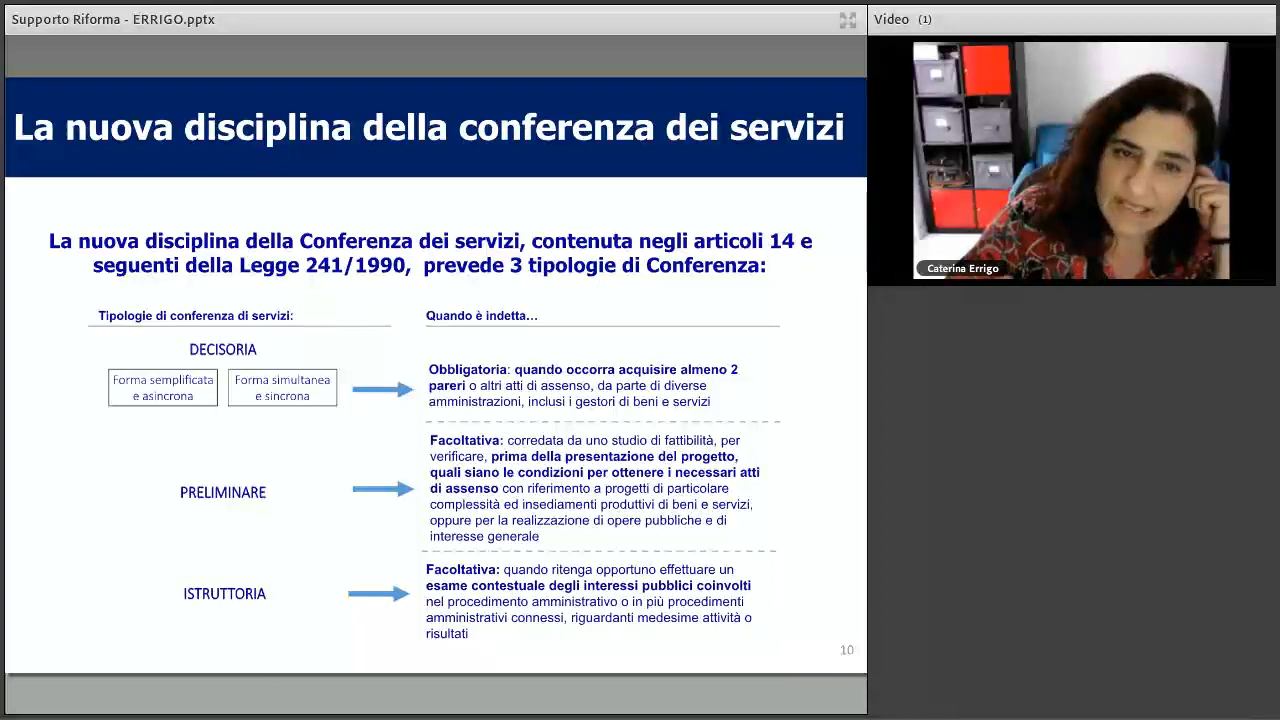 Supporto Riforma - ERRIGO.pptx
Video (1)
La nuova disciplina della conferenza dei servizi
Caterina Errigo
La nuova disciplina della Conferenza dei servizi, contenuta negli articoli 14 e
seguenti della Legge 241/1990, prevede 3 tipologie di Conferenza:
Tipologie di conferenza di servizi:
Quando è indetta…
DECISORIA
Forma semplificata
e asincrona
Forma simultanea
e sincrona
Obbligatoria: quando occorra acquisire almeno 2
pareri o altri atti di assenso, da parte di diverse
amministrazioni, inclusi i gestori di beni e servizi
PRELIMINARE
Facoltativa: corredata da uno studio di fattibilità, per
verificare, prima della presentazione del progetto,
quali siano le condizioni per ottenere i necessari atti
di assenso con riferimento a progetti di particolare
complessità ed insediamenti produttivi di beni e servizi,
oppure per la realizzazione di opere pubbliche e di
interesse generale
ISTRUTTORIA
Facoltativa: quando ritenga opportuno effettuare un
esame contestuale degli interessi pubblici coinvolti
nel procedimento amministrativo o in più procedimenti
amministrativi connessi, riguardanti medesime attività o
risultati
10